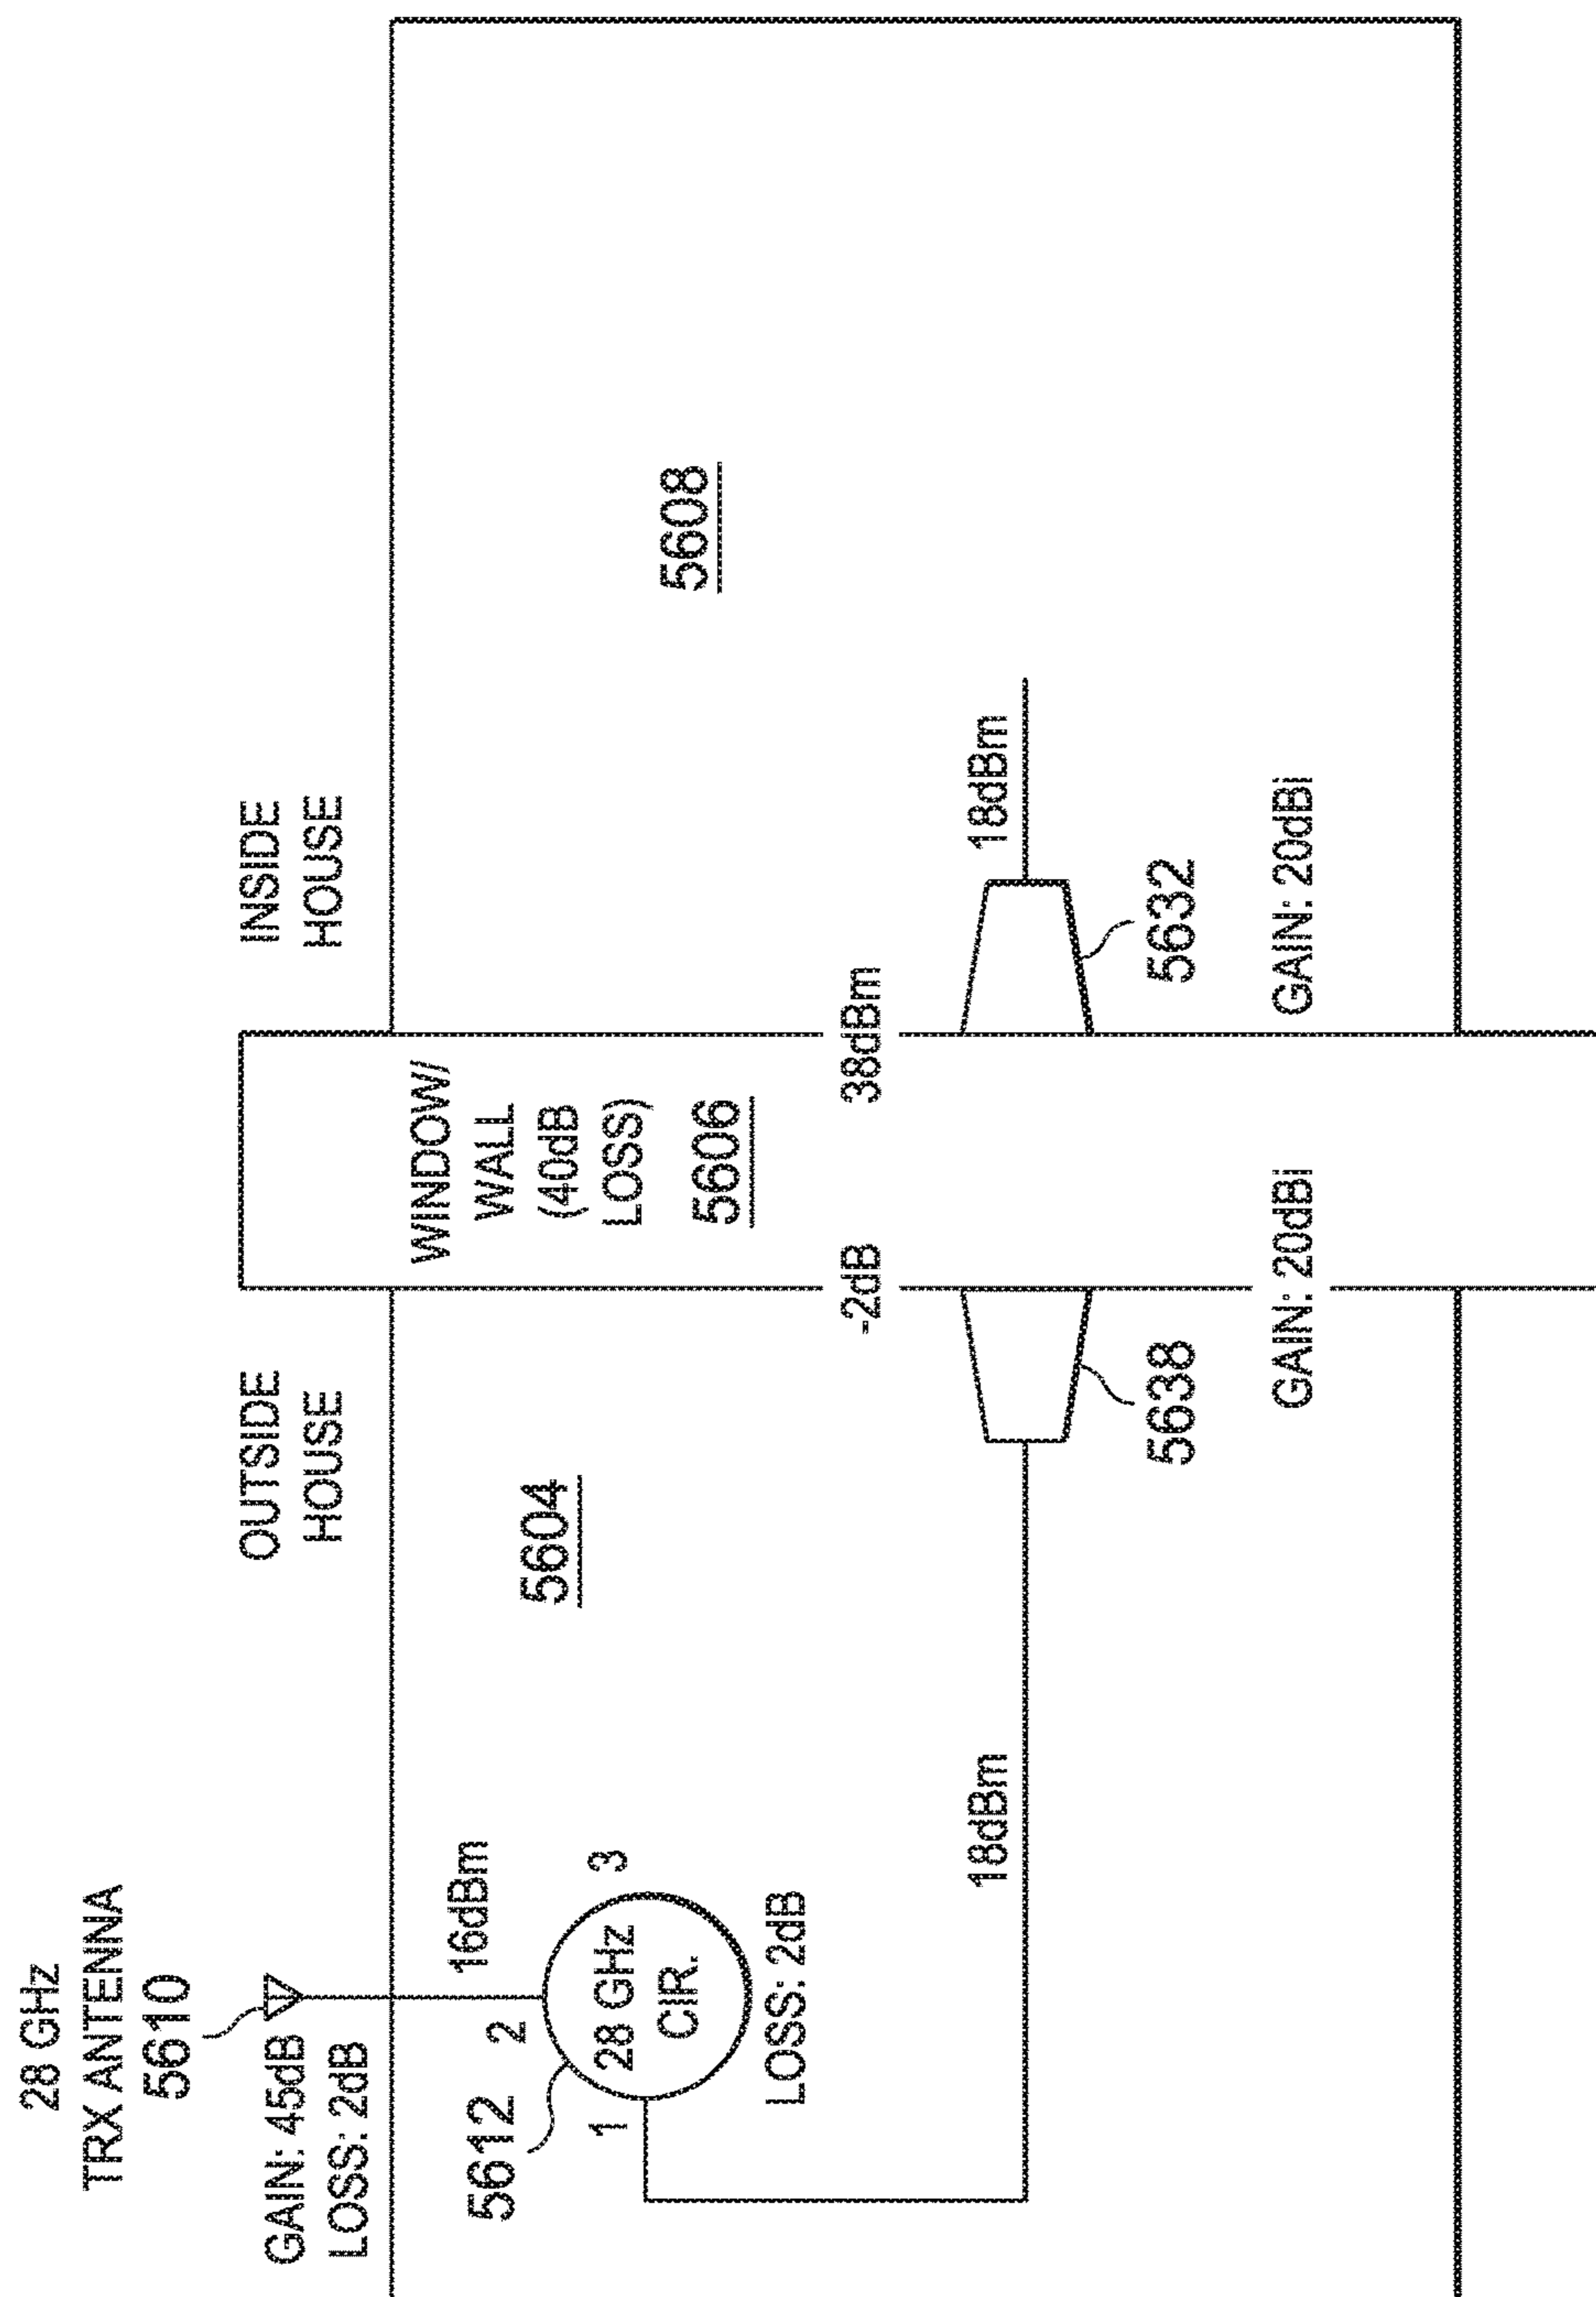 28 GHz
TRX ANTENNA
5610
GAIN: 45dB
LOSS: 2dB
OUTSIDE
HOUSE
INSIDE
HOUSE
16dBm
5612
2
1
3
28 GHz
CIR.
LOSS: 2dB
5604
WINDOW/
WALL
(40dB
LOSS)
5606
5608
-2dB
38dBm
18dBm
18dBm
5638
5632
GAIN: 20dBi
GAIN: 20dBi